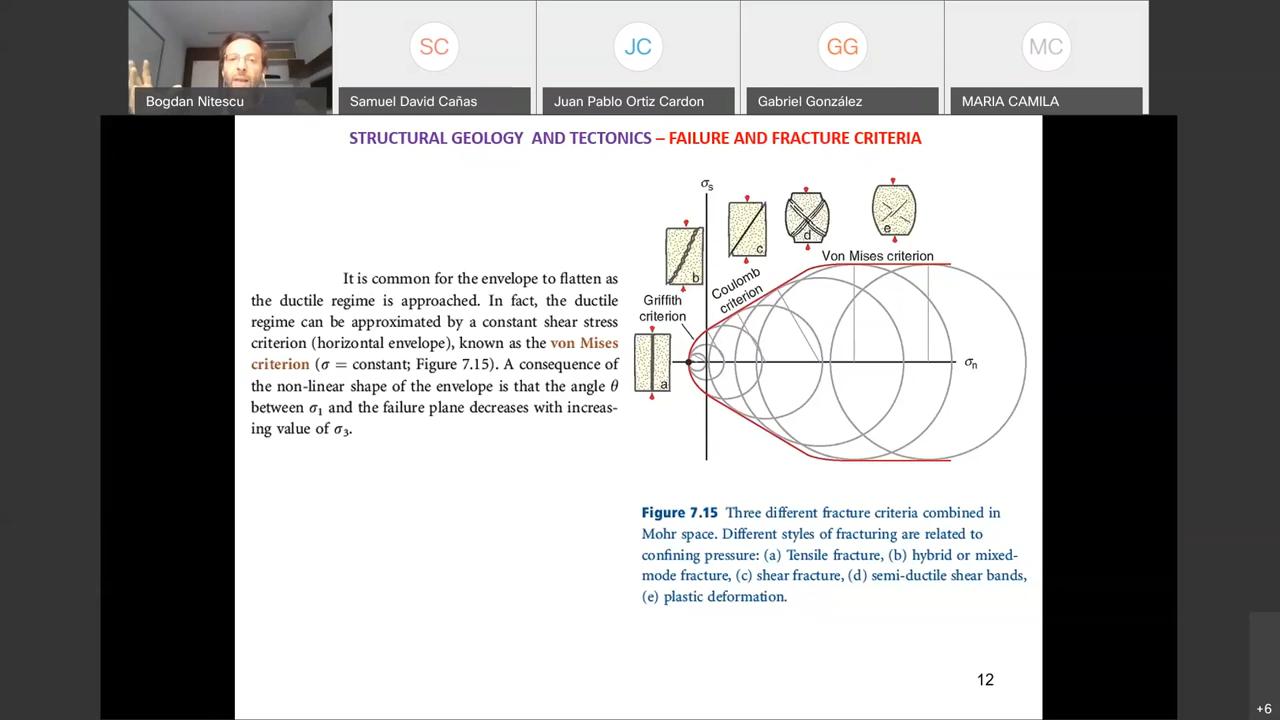 SC
JC
GG
MC
Bogdan Nitescu
Samuel David Cañas
Juan Pablo Ortiz Cardon
Gabriel González
MARIA CAMILA
STRUCTURAL GEOLOGY AND TECTONICS – FAILURE AND FRACTURE CRITERIA
It is common for the envelope to flatten as
the ductile regime is approached. In fact, the ductile
regime can be approximated by a constant shear stress
criterion (horizontal envelope), known as the von Mises
criterion (σ = constant; Figure 7.15). A consequence of
the non-linear shape of the envelope is that the angle θ
between σ₁ and the failure plane decreases with increas-
ing value of σ₃.
σs
b
c
d
e
Von Mises criterion
Coulomb
criterion
Griffith
criterion
a
σn
Figure 7.15 Three different fracture criteria combined in
Mohr space. Different styles of fracturing are related to
confining pressure: (a) Tensile fracture, (b) hybrid or mixed-
mode fracture, (c) shear fracture, (d) semi-ductile shear bands,
(e) plastic deformation.
12
+6